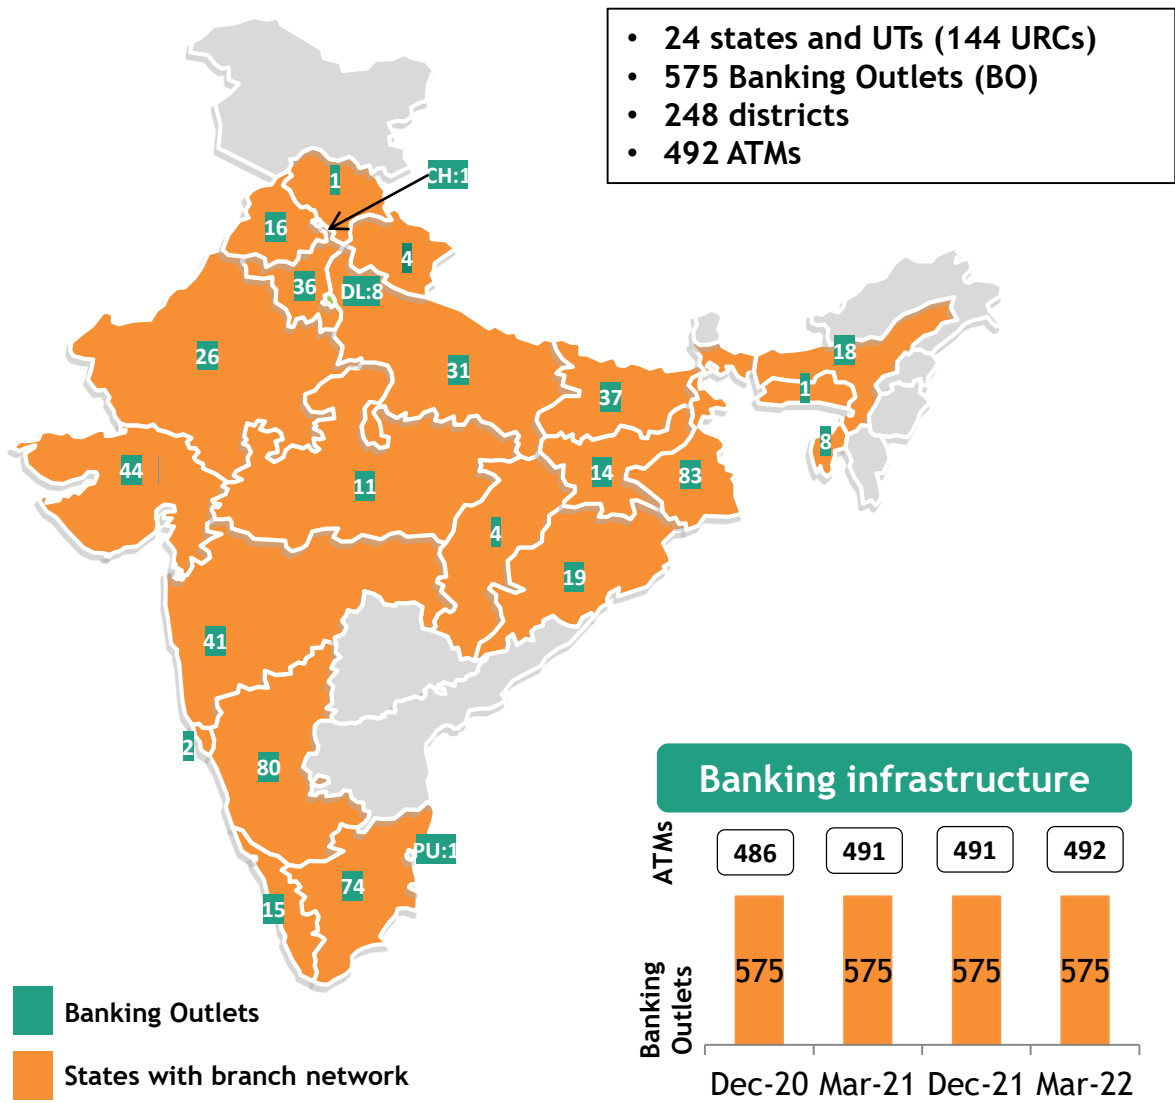 • 24 states and UTs (144 URCs)
• 575 Banking Outlets (BO)
• 248 districts
• 492 ATMs
1
CH:1
16
4
36
DL:8
26
31
18
37
1
8
44
11
14
83
4
19
41
2
80
PU:1
74
15
Banking Outlets
States with branch network
Banking infrastructure
ATMs
486 491 491 492
Banking
Outlets
575 575 575 575
Dec-20 Mar-21 Dec-21 Mar-22